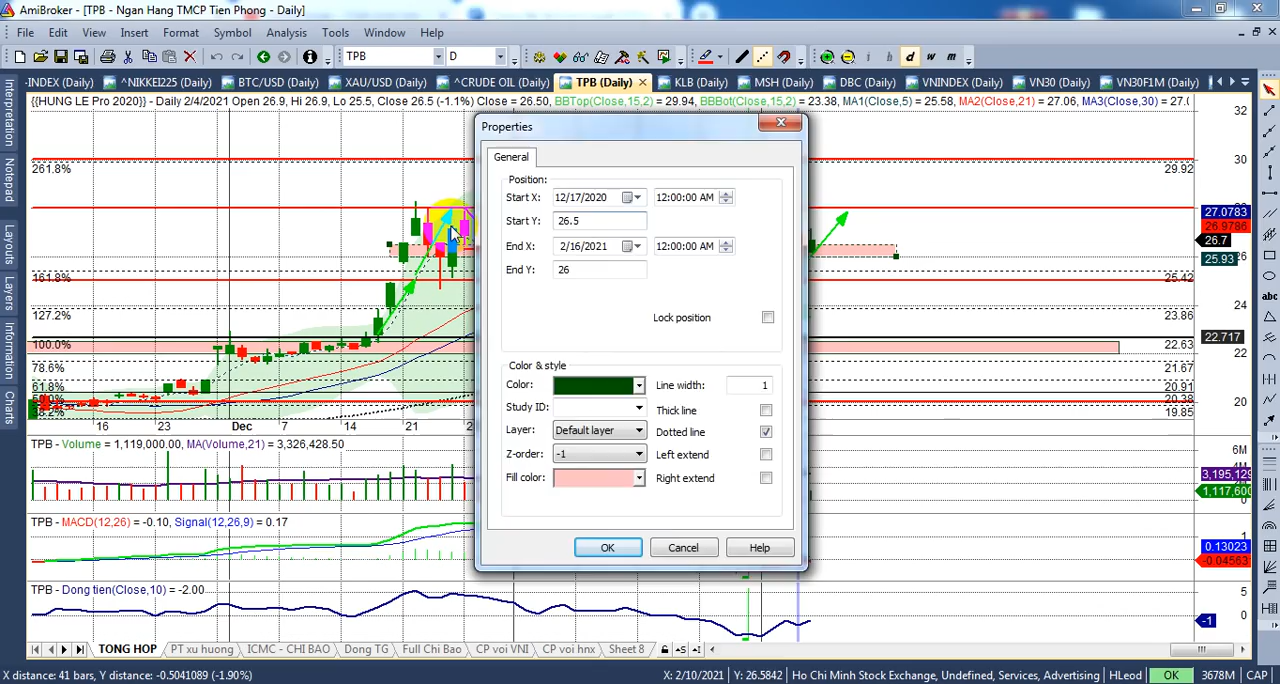 AmiBroker - [TPB - Ngan Hang TMCP Tien Phong - Daily]
File Edit View Insert Format Symbol Analysis Tools Window Help
TPB D d w m
-INDEX (Daily) ^NIKKEI225 (Daily) BTC/USD (Daily) XAU/USD (Daily) ^CRUDE OIL (Daily) TPB (Daily) KLB (Daily) MSH (Daily) DBC (Daily) VNINDEX (Daily) VN30 (Daily) VN30F1M (Daily)
{{HUNG LE Pro 2020}} - Daily 2/4/2021 Open 26.9, Hi 26.9, Lo 25.5, Close 26.5 (-1.1%) Close = 26.50, BBTop(Close,15,2) = 29.94, BBBot(Close,15,2) = 23.38, MA1(Close,5) = 25.58, MA2(Close,21) = 27.06, MA3(Close,30) = 27.0
Interpretation
Notepad
Layouts
Layers
Information
Charts
261.8%
161.8%
127.2%
100.0%
78.6%
61.8%
16 23 Dec 7 14 21
Properties
General
Position:
Start X: 12/17/2020 12:00:00 AM
Start Y: 26.5
End X: 2/16/2021 12:00:00 AM
End Y: 26
Lock position
Color & style
Color: Line width: 1
Study ID: Thick line
Layer: Default layer Dotted line
Z-order: -1 Left extend
Fill color: Right extend
OK Cancel Help
32
30
29.92
27.0783
26.9786
26.7
26
25.93
25.42
24
23.86
22.717
22.63
22
21.67
20.91
20.38
20
19.85
TPB - Volume = 1,119,000.00, MA(Volume,21) = 3,326,428.50
6M
3,195,129
1,117,600
TPB - MACD(12,26) = -0.10, Signal(12,26,9) = 0.17
1
0.13023
-0.04563
TPB - Dong tien(Close,10) = -2.00
5
0
-1
TONG HOP PT xu huong ICMC - CHI BAO Dong TG Full Chi Bao CP voi VNI CP voi hnx Sheet 8
X distance: 41 bars, Y distance: -0.5041089 (-1.90%) X: 2/10/2021 Y: 26.5842 Ho Chi Minh Stock Exchange, Undefined, Services, Advertising HLeod OK 3678M CAP